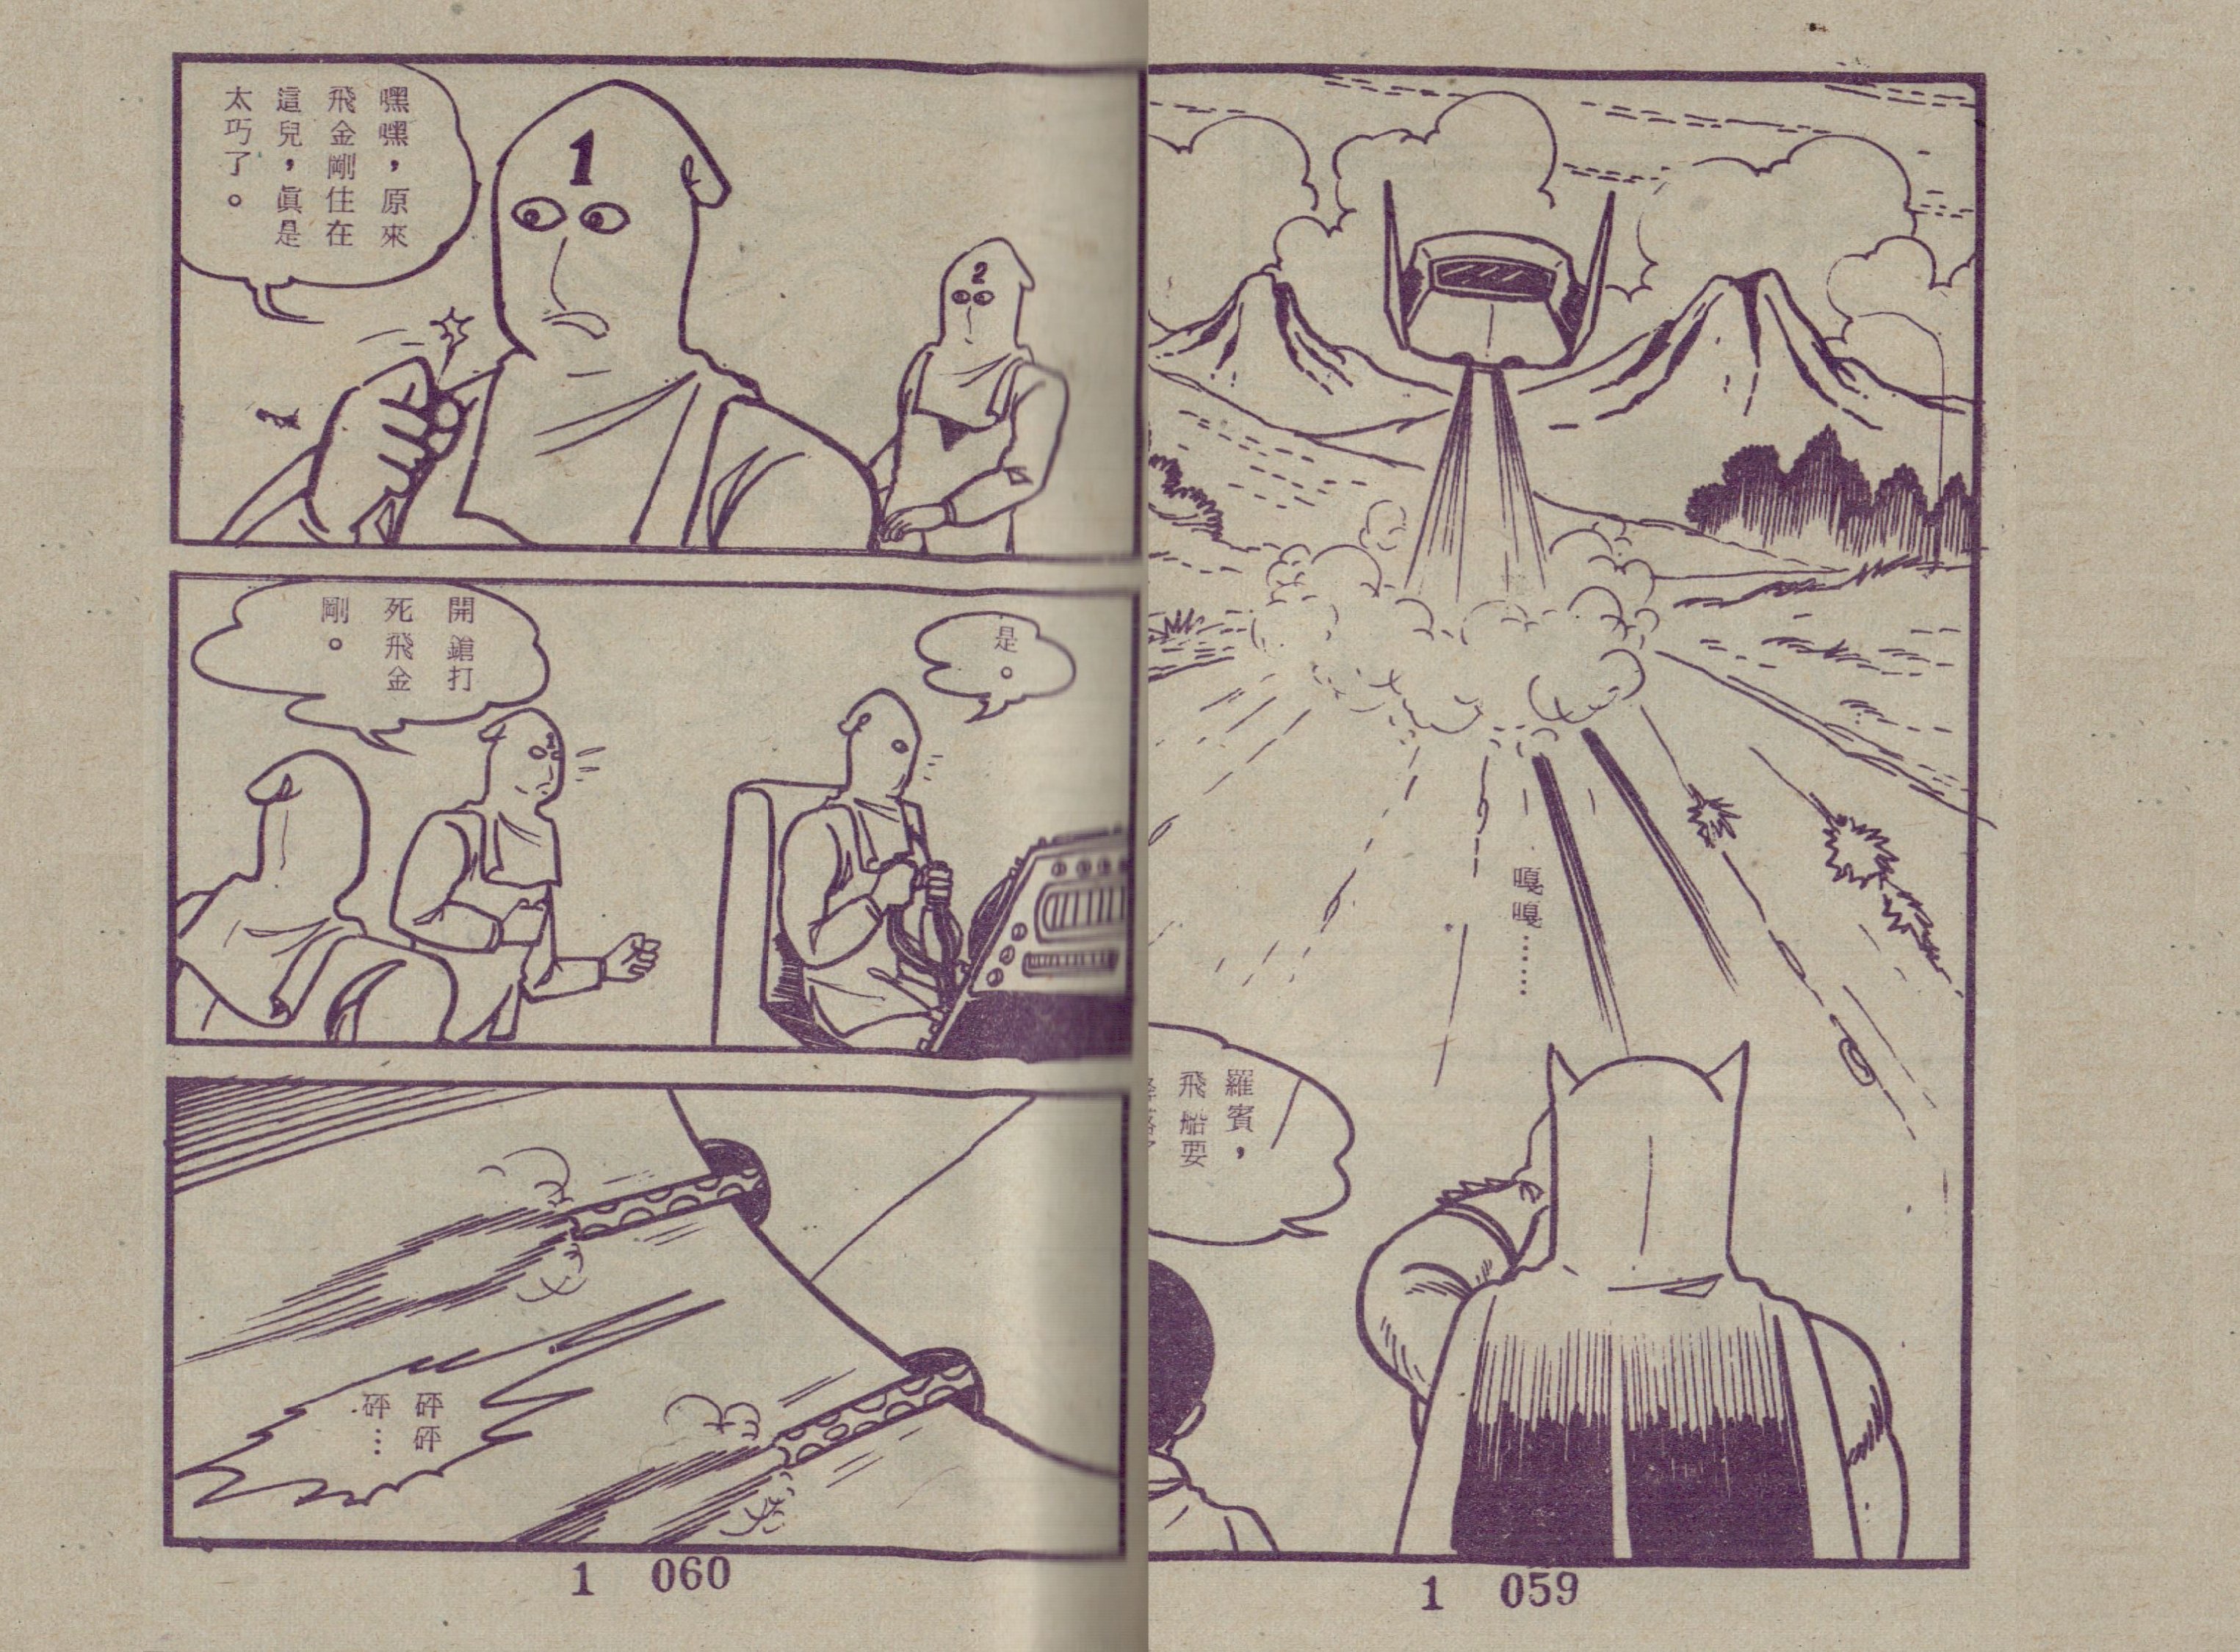 嘎嘎……
羅賓，
飛船要
1 059
嘿嘿，原來
飛金剛住在
這兒，眞是
太巧了。
1
2
開鎗打
死飛金
剛。
1
是。
砰砰
砰…
1 060